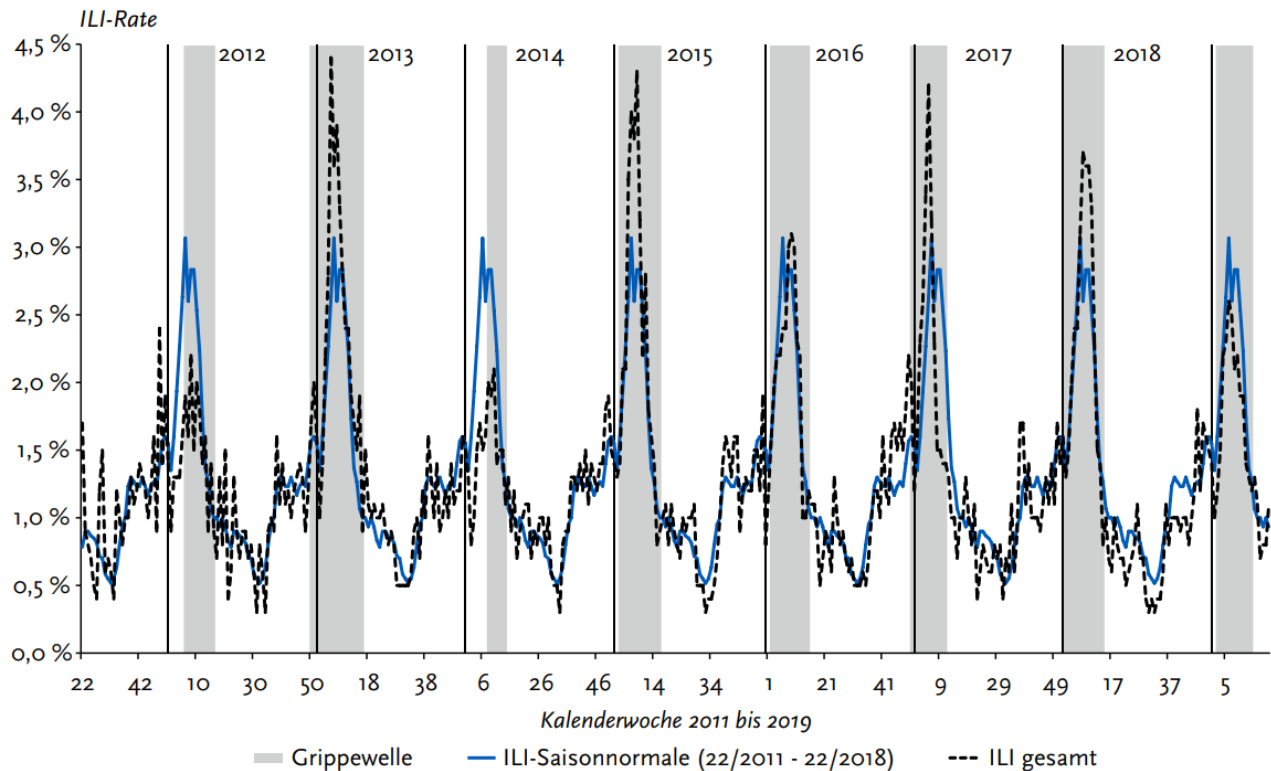 ILI-Rate
4,5 %
2012 2013 2014 2015 2016 2017 2018
4,0 %
3,5 %
3,0 %
2,5 %
2,0 %
1,5 %
1,0 %
0,5 %
0,0 %
22 42 10 30 50 18 38 6 26 46 14 34 1 21 41 9 29 49 17 37 5
Kalenderwoche 2011 bis 2019
Grippewelle ILI-Saisonnormale (22/2011 - 22/2018) ILI gesamt